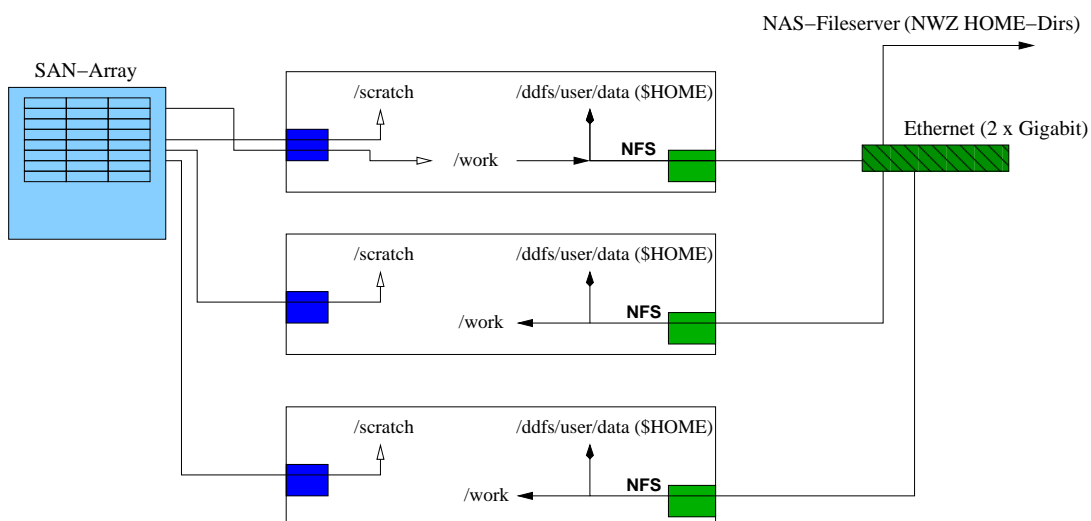 NAS−Fileserver (NWZ HOME−Dirs)
SAN−Array
/scratch
/ddfs/user/data ($HOME)
Ethernet (2 x Gigabit)
/work
NFS
/scratch
/ddfs/user/data ($HOME)
/work
NFS
/scratch
/ddfs/user/data ($HOME)
/work
NFS